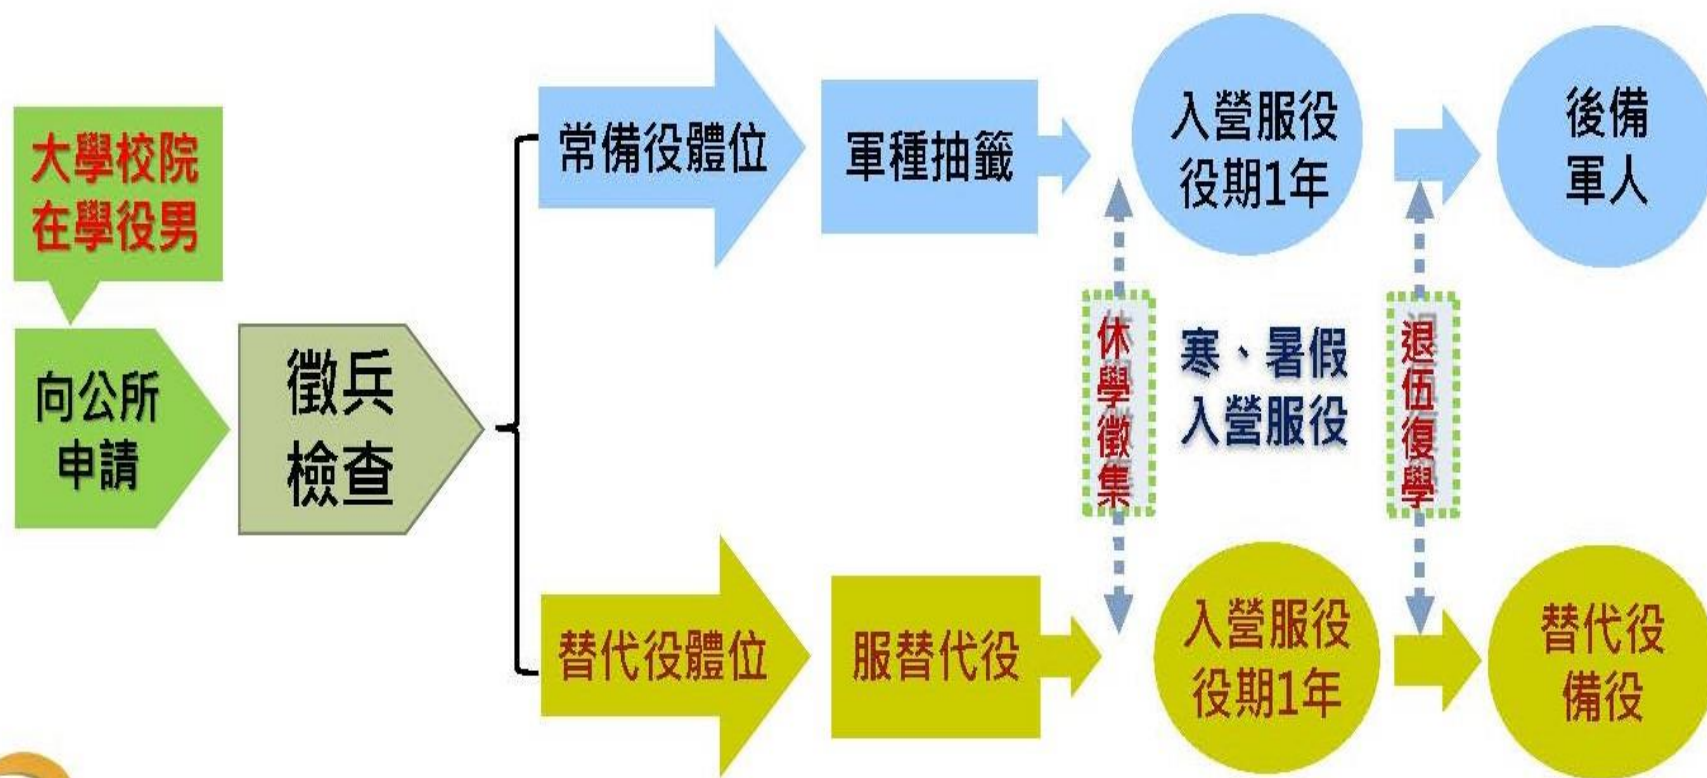 大學校院
在學役男
向公所
申請
徵兵
檢查
常備役體位
軍種抽籤
入營服役
役期1年
後備
軍人
休學徵集
寒、暑假
入營服役
退伍復學
替代役體位
服替代役
入營服役
役期1年
替代役
備役